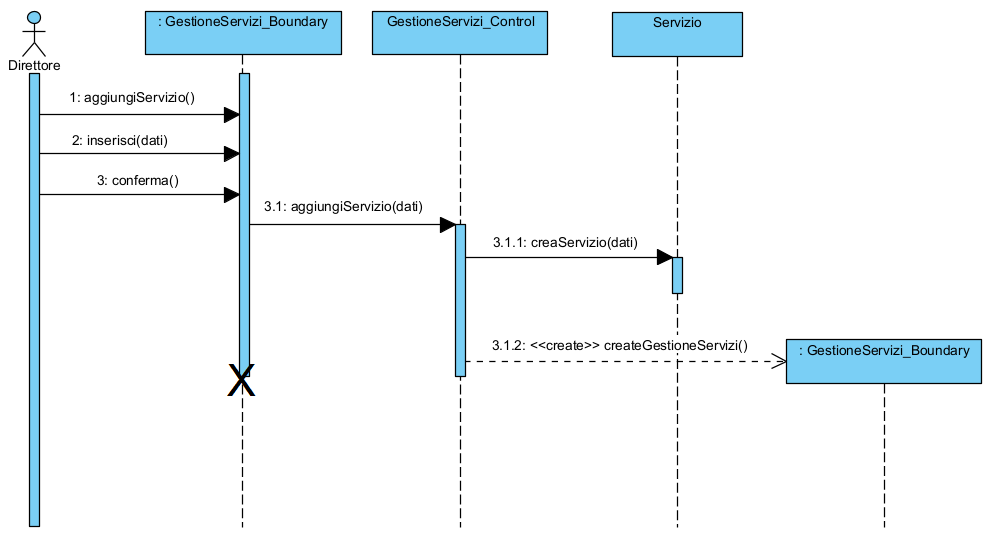 : GestioneServizi_Boundary
GestioneServizi_Control
Servizio
Direttore
1: aggiungiServizio()
2: inserisci(dati)
3: conferma()
3.1: aggiungiServizio(dati)
3.1.1: creaServizio(dati)
3.1.2: <<create>> createGestioneServizi()
: GestioneServizi_Boundary